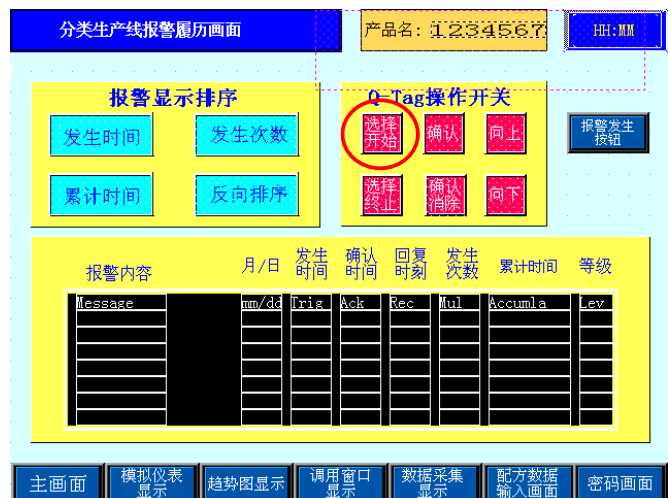 分类生产线报警履历画面
产品名：1234567
HH:MM
报警显示排序
发生时间
发生次数
累计时间
反向排序
Q-Tag操作开关
选择
开始
确认
向上
选择
终止
确认
消除
向下
报警发生
按钮
报警内容
月/日
发生
时间
确认
时间
回复
时刻
发生
次数
累计时间
等级
Message mm/dd Trig Ack Rec Mul Accumla Lev
主画面
模拟仪表
显示
趋势图显示
调用窗口
显示
数据采集
显示
配方数据
输入画面
密码画面